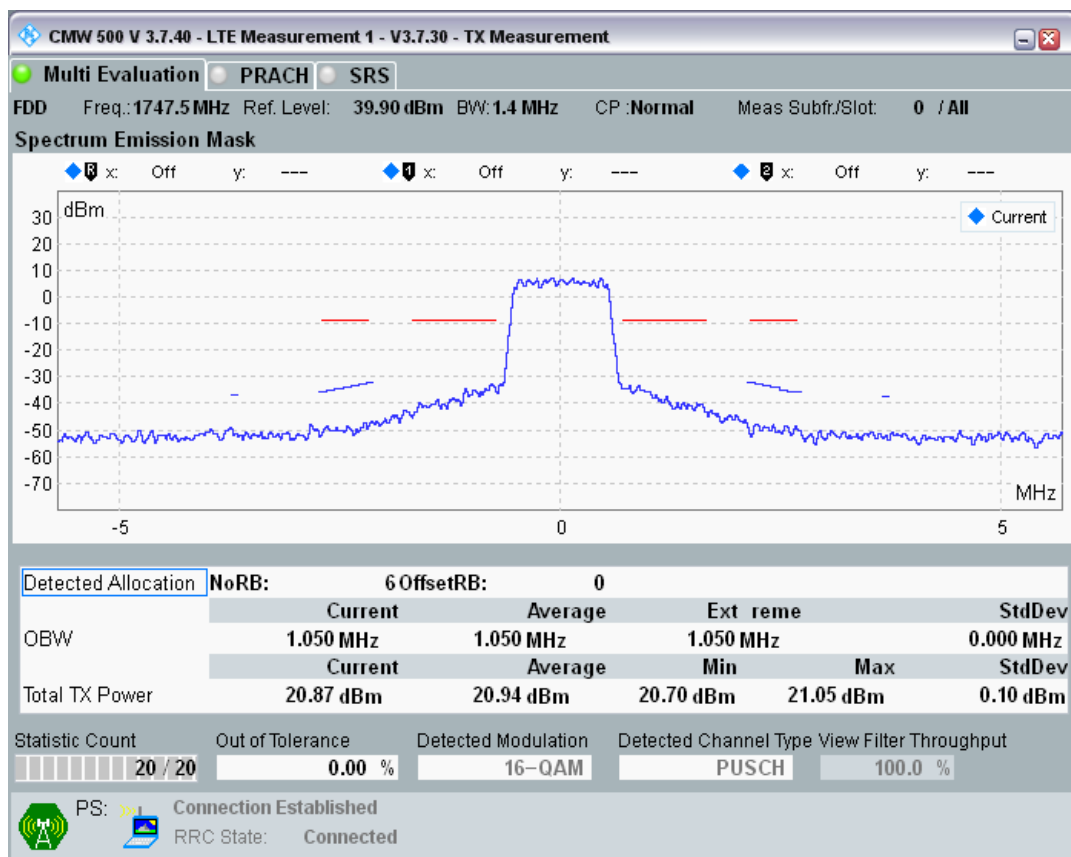 CMW 500 V 3.7.40 - LTE Measurement 1 - V3.7.30 - TX Measurement
Multi Evaluation PRACH SRS
FDD Freq.: 1747.5 MHz Ref. Level: 39.90 dBm BW: 1.4 MHz CP :Normal Meas Subfr./Slot: 0 / All
Spectrum Emission Mask
R x: Off y: --- 1 x: Off y: --- 2 x: Off y: ---
dBm
Current
30
20
10
0
-10
-20
-30
-40
-50
-60
-70
MHz
-5 0 5
Detected Allocation NoRB: 6 OffsetRB: 0
Current Average Ext reme StdDev
OBW 1.050 MHz 1.050 MHz 1.050 MHz 0.000 MHz
Current Average Min Max StdDev
Total TX Power 20.87 dBm 20.94 dBm 20.70 dBm 21.05 dBm 0.10 dBm
Statistic Count Out of Tolerance Detected Modulation Detected Channel Type View Filter Throughput
20 / 20 0.00 % 16-QAM PUSCH 100.0 %
PS: Connection Established
RRC State: Connected